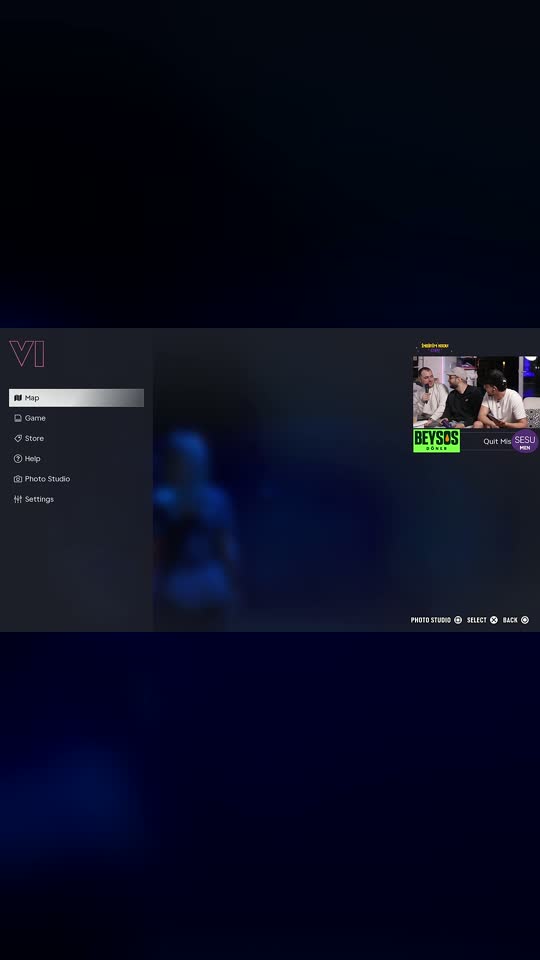 VI
Map
Game
Store
Help
Photo Studio
Settings
BEYSOS
DÖNER
Quit Mis
SESU
MEN
PHOTO STUDIO
SELECT
BACK